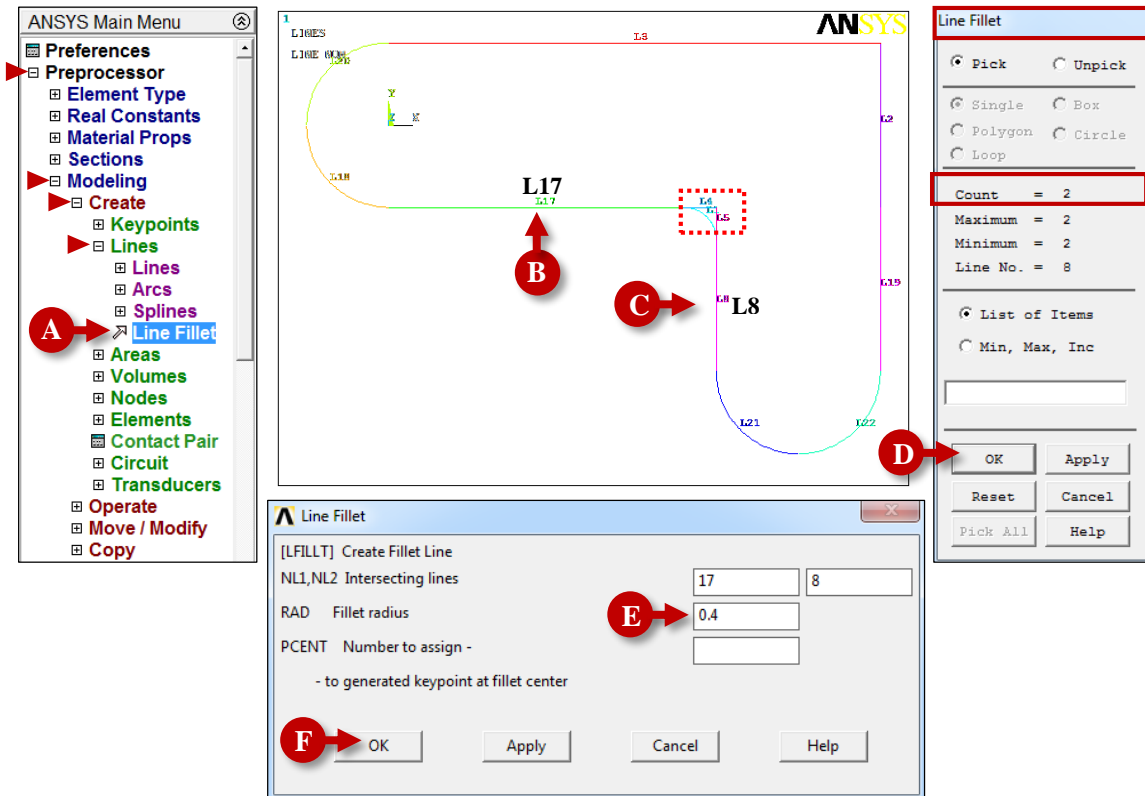 ANSYS Main Menu
Preferences
Preprocessor
Element Type
Real Constants
Material Props
Sections
Modeling
Create
Keypoints
Lines
Lines
Arcs
Splines
A
Line Fillet
Areas
Volumes
Nodes
Elements
Contact Pair
Circuit
Transducers
Operate
Move / Modify
Copy
1
LINES
LINE NUM
ANSYS
L3
Y
Z X
L2
L18
L17
L17
B
L4
L5
C
L8
L8
L19
L21
L22
Line Fillet
Pick Unpick
Single Box
Polygon Circle
Loop
Count = 2
Maximum = 2
Minimum = 2
Line No. = 8
List of Items
Min, Max, Inc
D
OK Apply
Reset Cancel
Pick All Help
Line Fillet
[LFILLT] Create Fillet Line
NL1,NL2 Intersecting lines 17 8
RAD Fillet radius E 0.4
PCENT Number to assign -
- to generated keypoint at fillet center
F
OK Apply Cancel Help